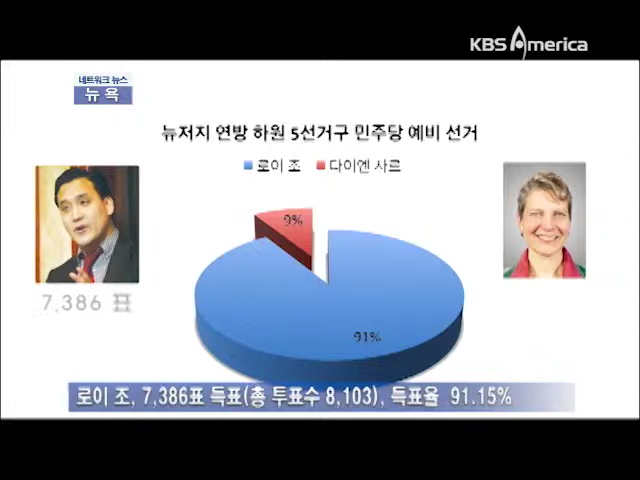 KBS America
네트워크 뉴스
뉴 욕
뉴저지 연방 하원 5선거구 민주당 예비 선거
로이 조 다이엔 사르
9%
7,386 표
91%
로이 조, 7,386표 득표(총 투표수 8,103), 득표율 91.15%